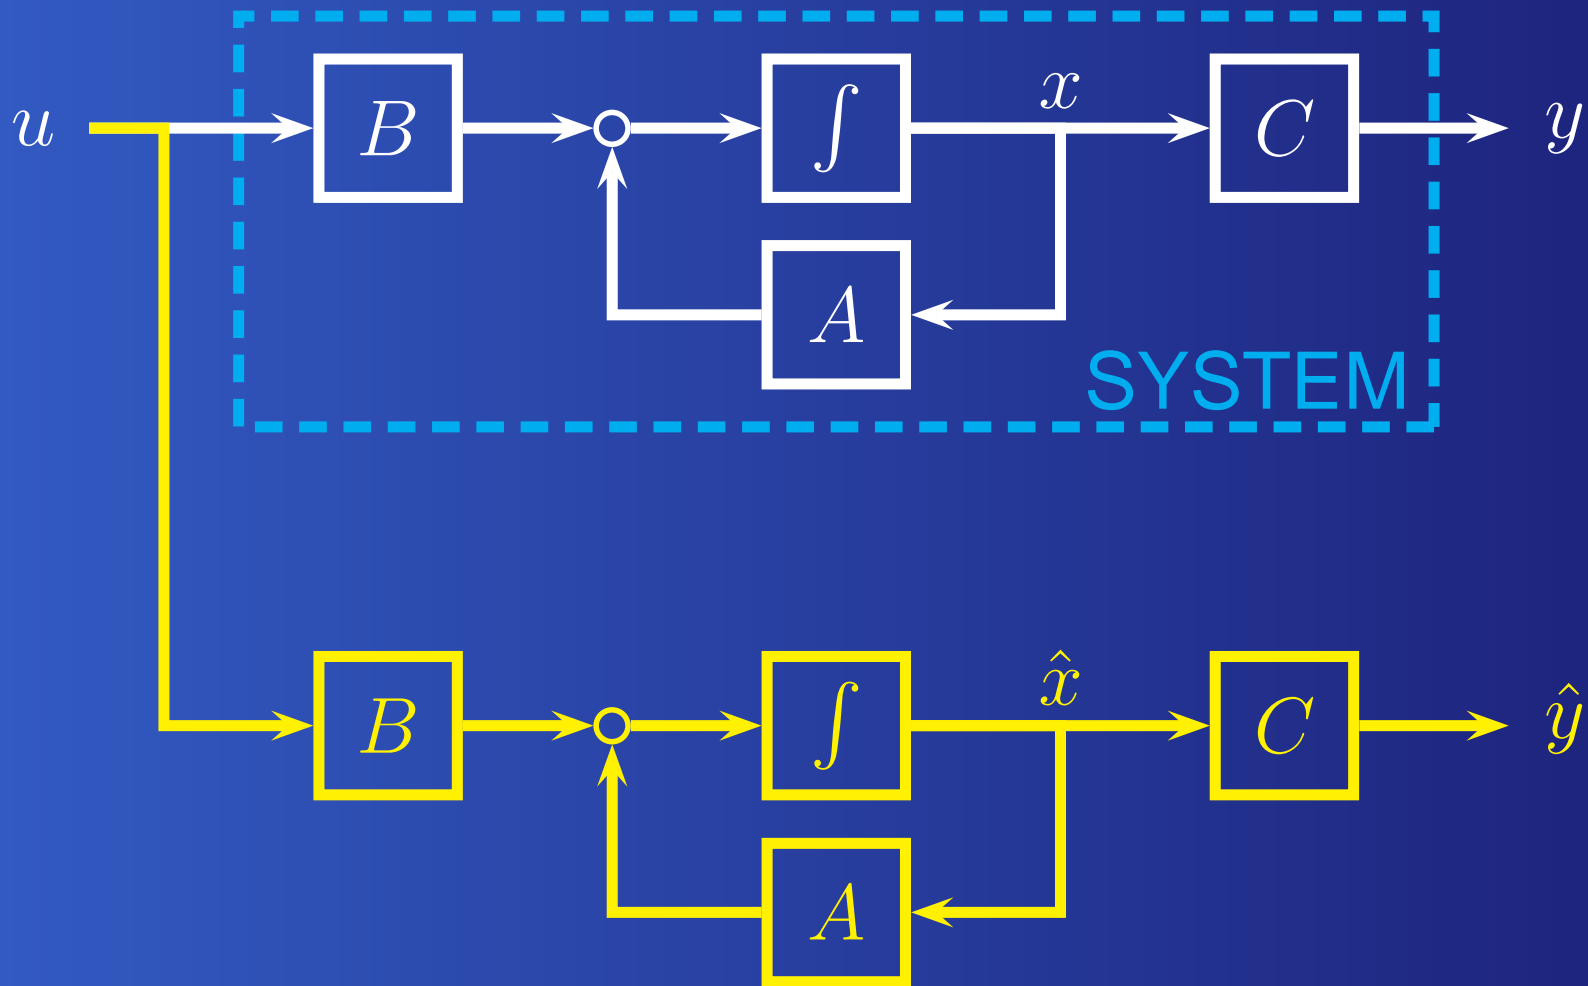 x
u B ∫ C y
A
SYSTEM
x̂
B ∫ C ŷ
A